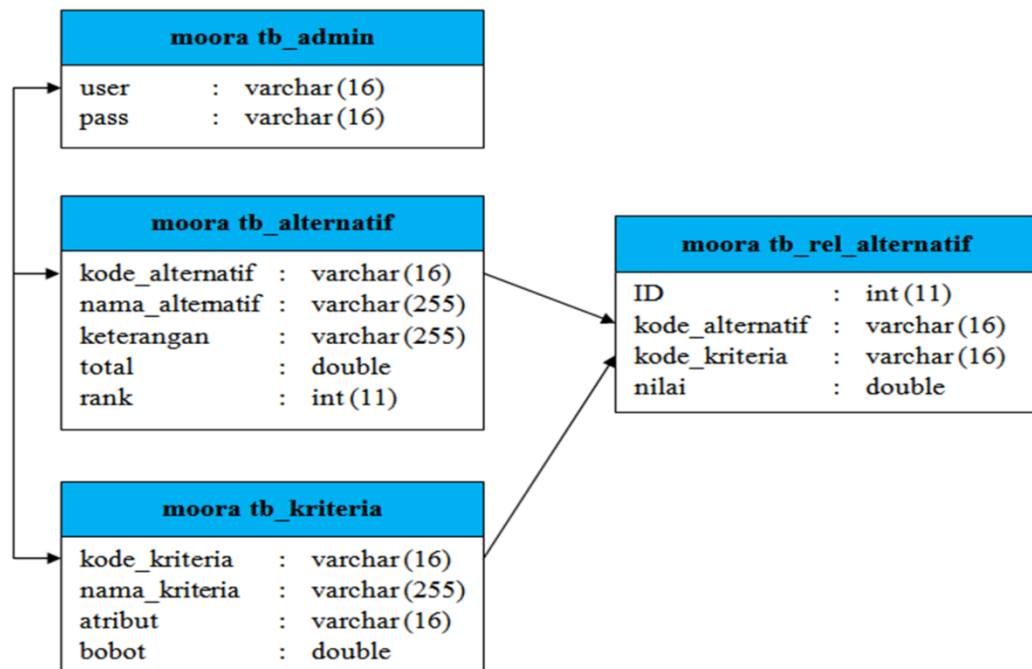 moora tb_admin
user : varchar(16)
pass : varchar(16)
moora tb_alternatif
kode_alternatif : varchar(16)
nama_alternatif : varchar(255)
keterangan : varchar(255)
total : double
rank : int(11)
moora tb_kriteria
kode_kriteria : varchar(16)
nama_kriteria : varchar(255)
atribut : varchar(16)
bobot : double
moora tb_rel_alternatif
ID : int(11)
kode_alternatif : varchar(16)
kode_kriteria : varchar(16)
nilai : double